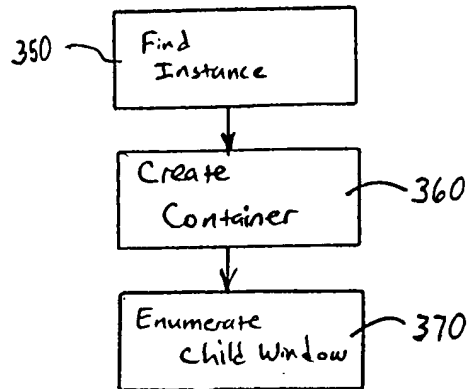 350
Find
Instance
Create
Container
360
Enumerate
Child Window
370